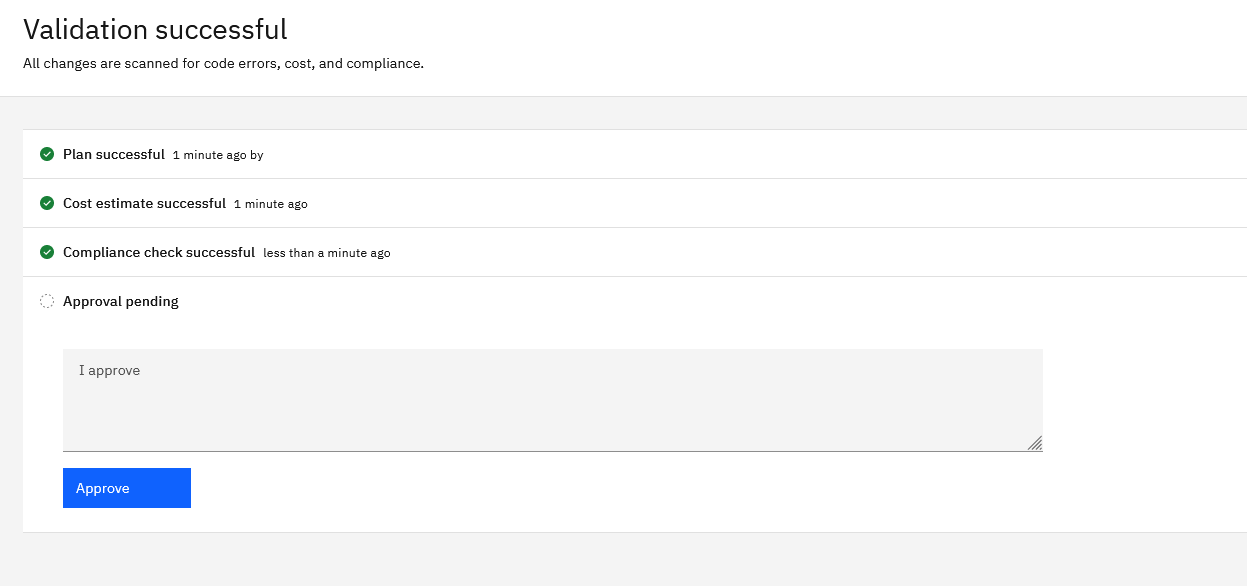 Validation successful
All changes are scanned for code errors, cost, and compliance.
Plan successful 1 minute ago by
Cost estimate successful 1 minute ago
Compliance check successful less than a minute ago
Approval pending
I approve
Approve